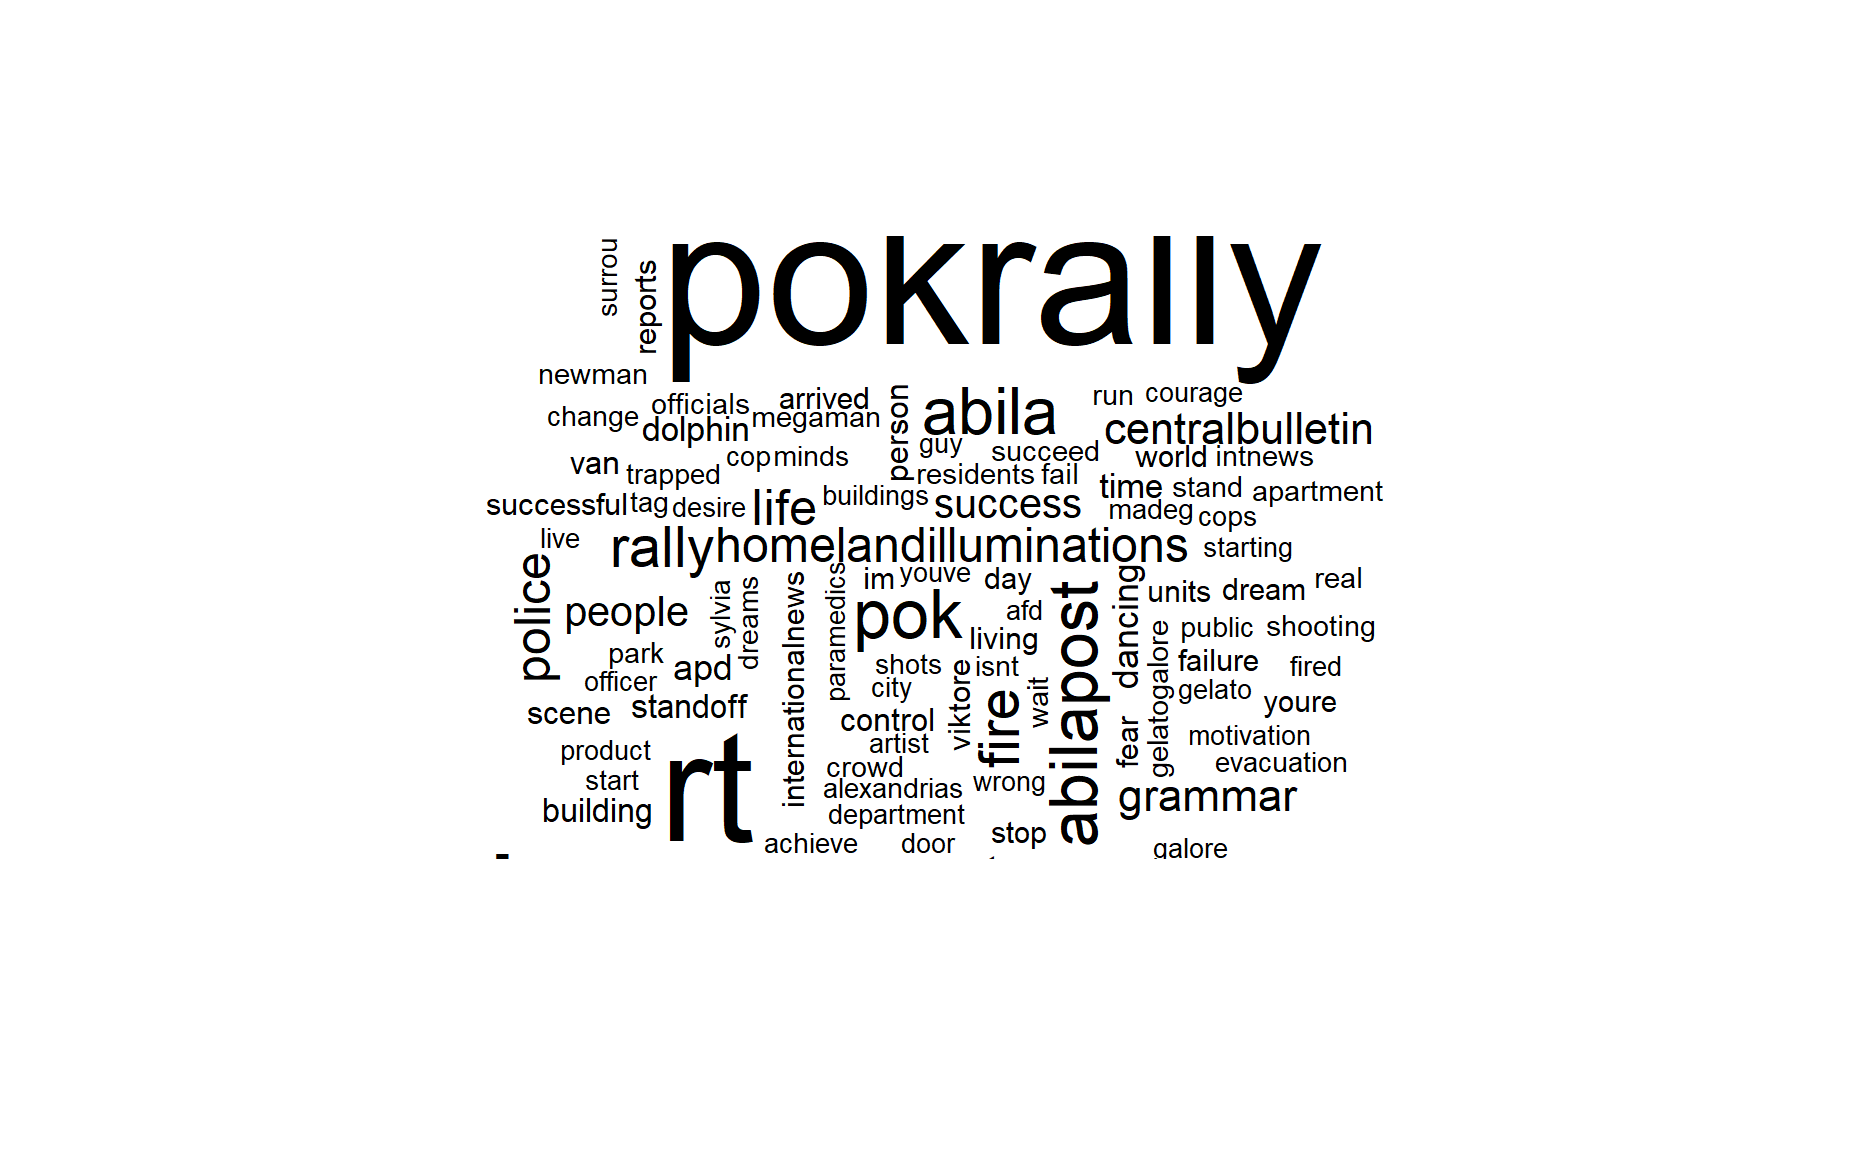 pokrally
surrou
reports
newman
change
officials
arrived
megaman
dolphin
person
abila
run
courage
centralbulletin
guy
succeed
world
intnews
van
trapped
cop
minds
residents
fail
time
stand
apartment
successful
tag
desire
life
buildings
success
madeg
cops
live
rally
homelandilluminations
starting
police
people
sylvia
dreams
internationalnews
paramedics
im
youve
day
pok
afd
living
abilapost
dancing
units
dream
real
public
shooting
park
apd
officer
shots
isnt
city
viktore
fire
wait
failure
fired
gelatogalore
gelato
youre
scene
standoff
control
artist
fear
motivation
evacuation
product
start
building
rt
crowd
alexandrias
wrong
department
grammar
achieve
door
stop
galore